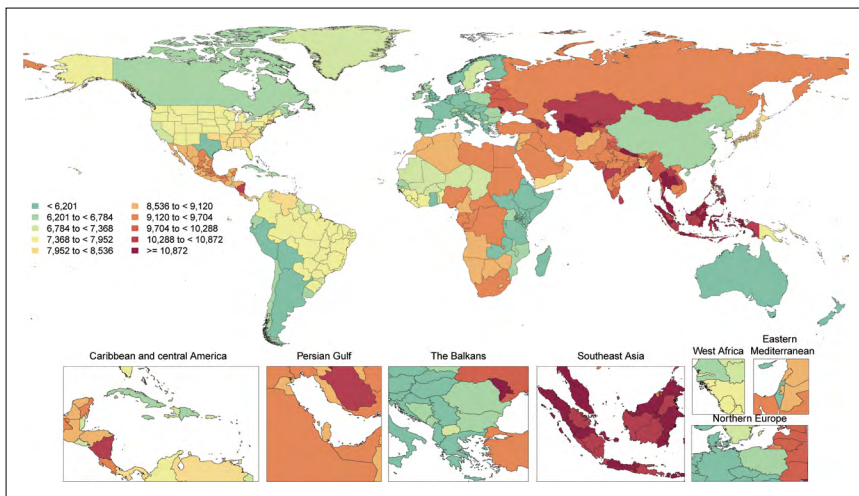 < 6,201
6,201 to < 6,784
6,784 to < 7,368
7,368 to < 7,952
7,952 to < 8,536
8,536 to < 9,120
9,120 to < 9,704
9,704 to < 10,288
10,288 to < 10,872
>= 10,872
Caribbean and central America
Persian Gulf
The Balkans
Southeast Asia
West Africa
Eastern
Mediterranean
Northern Europe